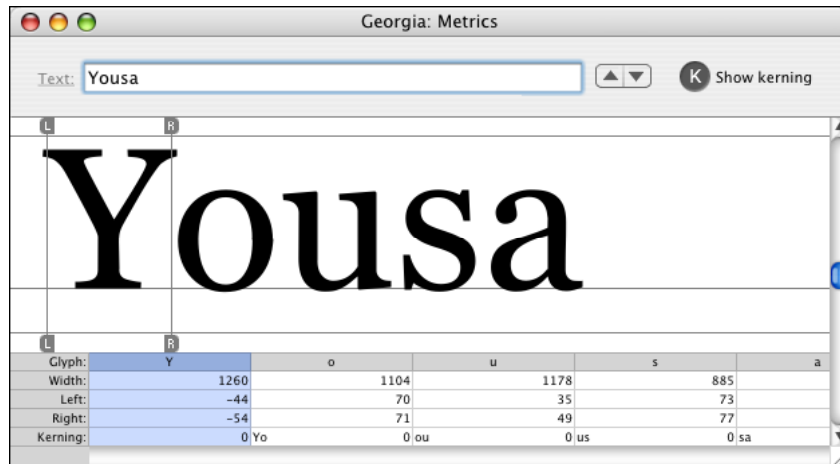 Georgia: Metrics
Text: Yousa K Show kerning
L R
Yousa
L R
Glyph: Y o u s a
Width: 1260 1104 1178 885
Left: -44 70 35 73
Right: -54 71 49 77
Kerning: 0 Yo 0 ou 0 us 0 sa